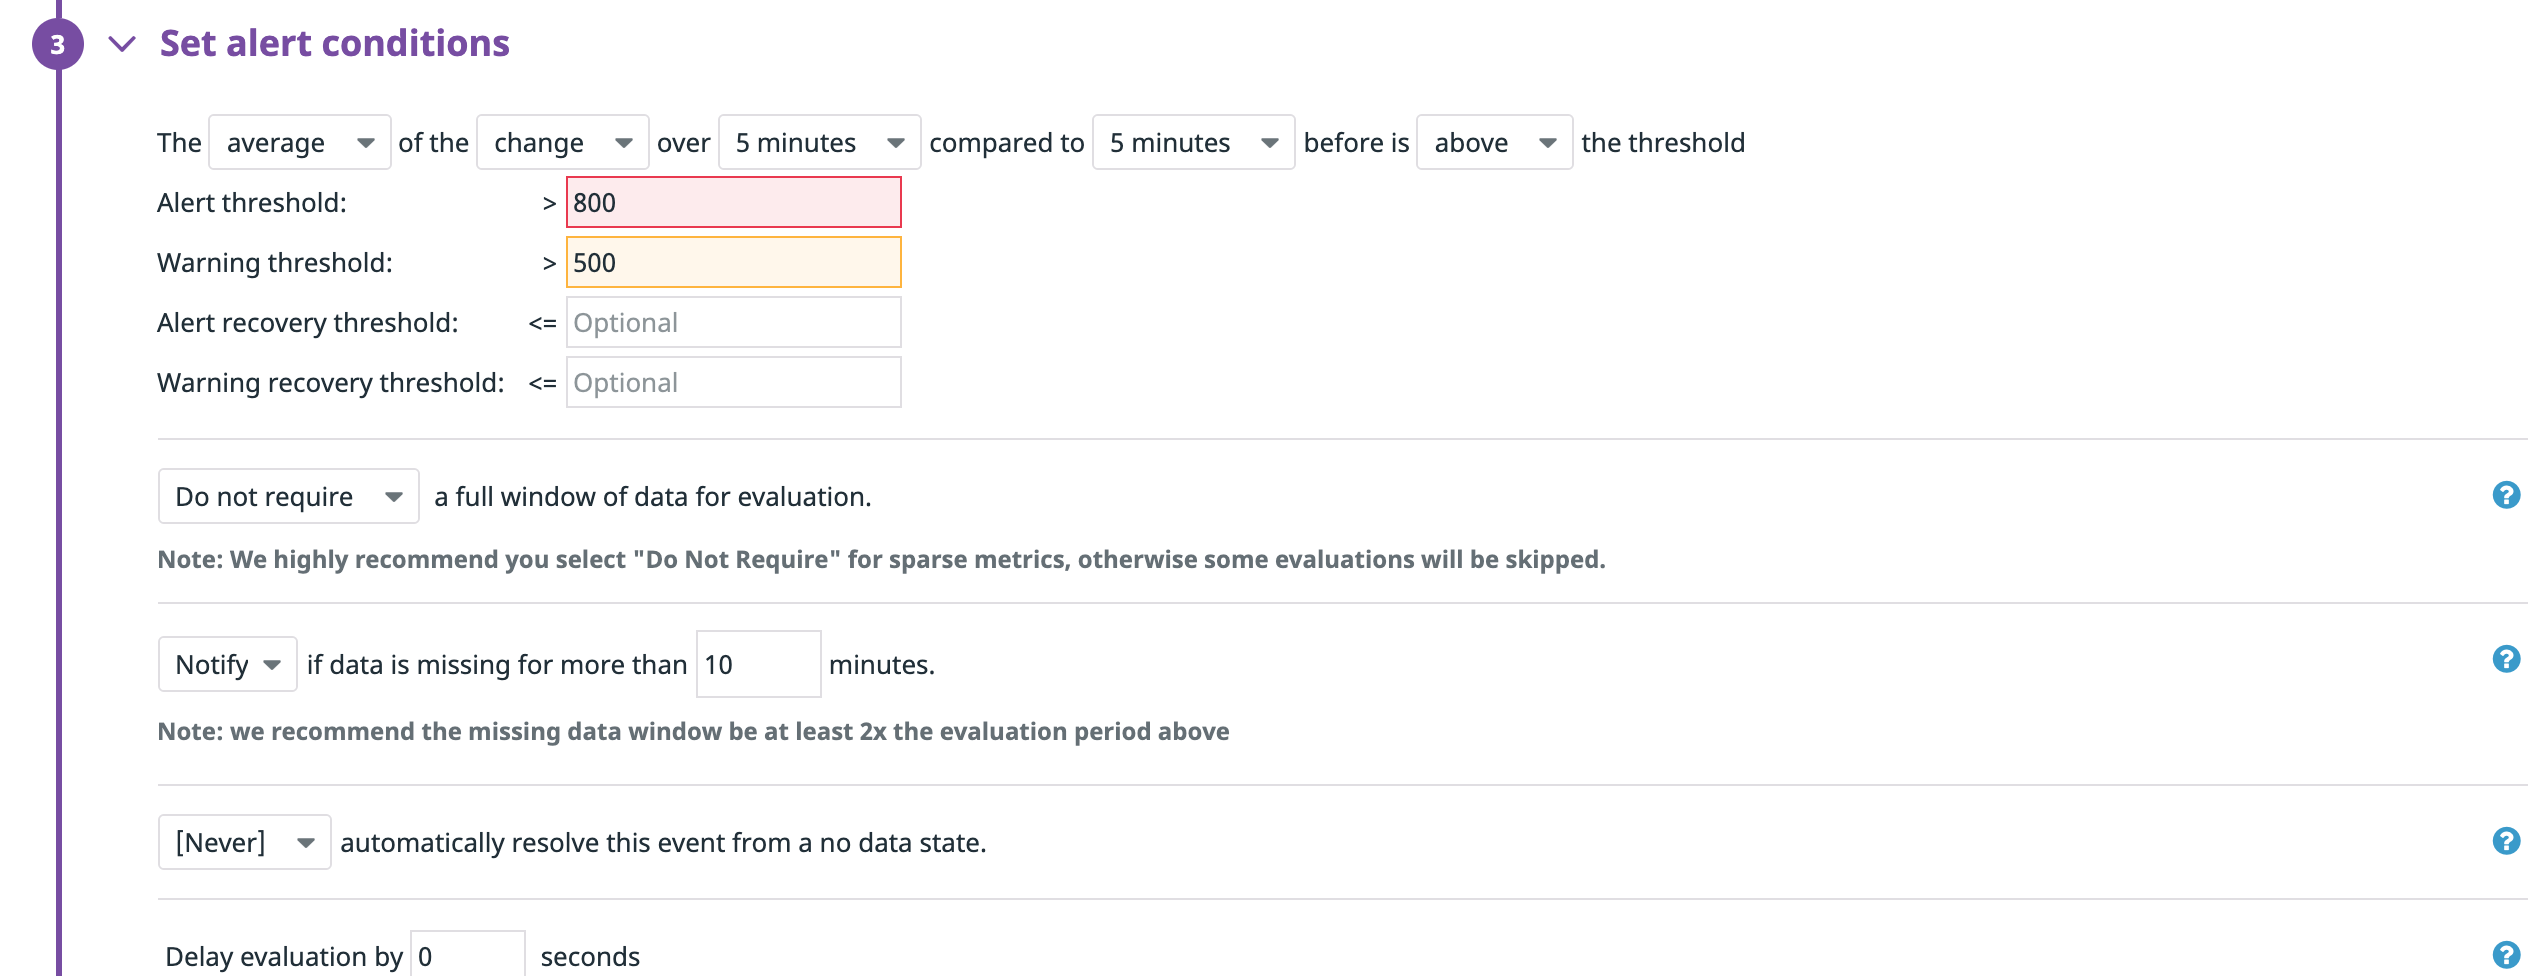 3 Set alert conditions
The average of the change over 5 minutes compared to 5 minutes before is above the threshold
Alert threshold: > 800
Warning threshold: > 500
Alert recovery threshold: <= Optional
Warning recovery threshold: <= Optional
Do not require a full window of data for evaluation. ?
Note: We highly recommend you select "Do Not Require" for sparse metrics, otherwise some evaluations will be skipped.
Notify if data is missing for more than 10 minutes. ?
Note: we recommend the missing data window be at least 2x the evaluation period above
[Never] automatically resolve this event from a no data state. ?
Delay evaluation by 0 seconds ?